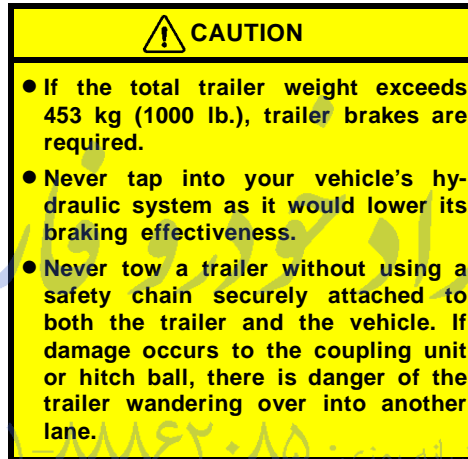 CAUTION
● If the total trailer weight exceeds
453 kg (1000 lb.), trailer brakes are
required.
● Never tap into your vehicle's hy-
draulic system as it would lower its
braking effectiveness.
● Never tow a trailer without using a
safety chain securely attached to
both the trailer and the vehicle. If
damage occurs to the coupling unit
or hitch ball, there is danger of the
trailer wandering over into another
lane.